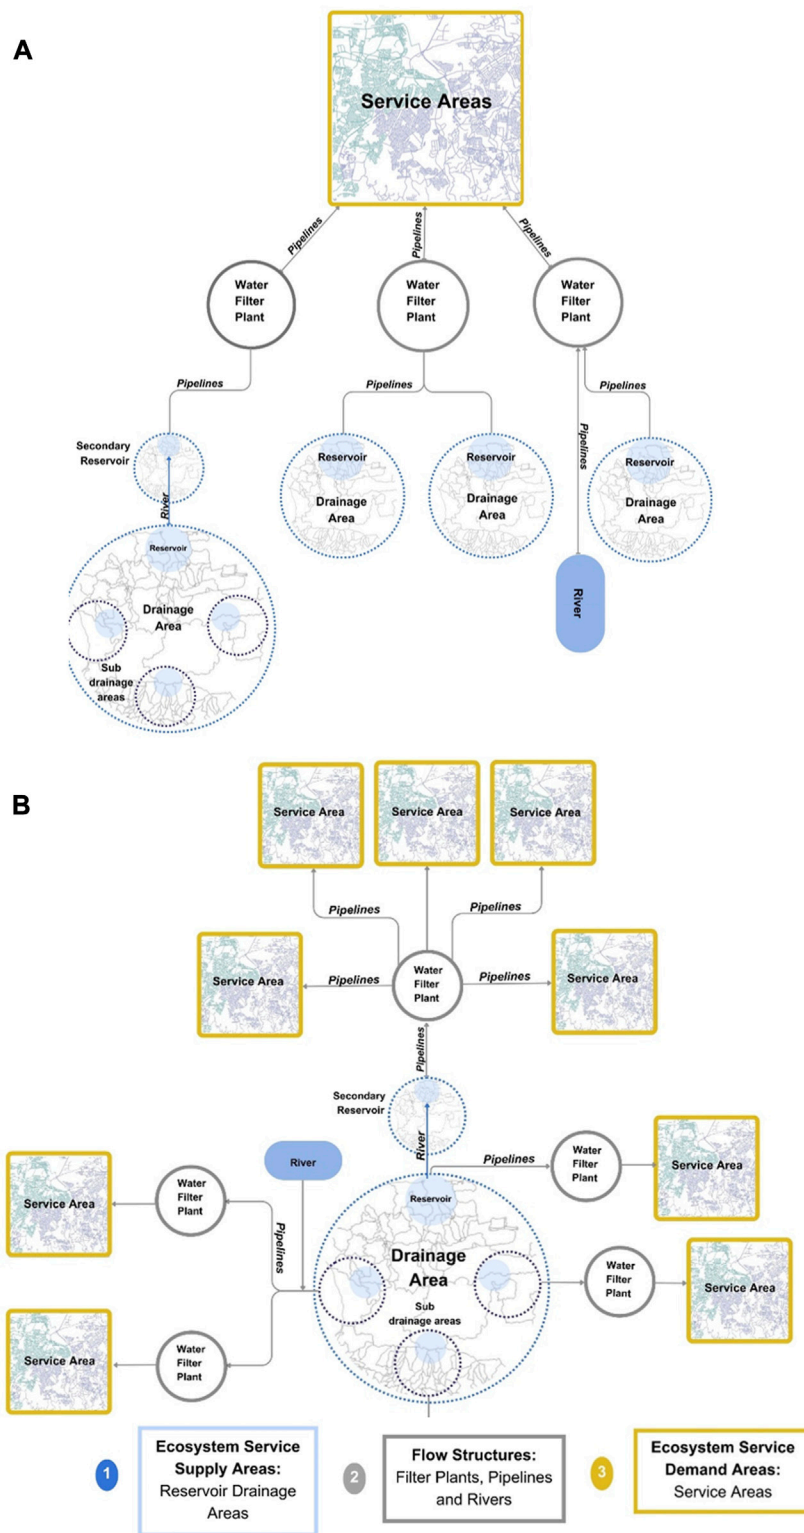 A
Service Areas
Pipelines
Pipelines
Pipelines
Water
Filter
Plant
Water
Filter
Plant
Water
Filter
Plant
Pipelines
Pipelines
Pipelines
Pipelines
Secondary
Reservoir
River
Reservoir
Drainage
Area
Sub
drainage
areas
Reservoir
Drainage
Area
Reservoir
Drainage
Area
Reservoir
Drainage
Area
River
B
Service Area
Service Area
Service Area
Pipelines
Pipelines
Service Area
Pipelines
Water
Filter
Plant
Pipelines
Service Area
Pipelines
Secondary
Reservoir
River
River
Pipelines
Water
Filter
Plant
Service Area
Service Area
Water
Filter
Plant
Pipelines
Reservoir
Drainage
Area
Sub
drainage areas
Water
Filter
Plant
Service Area
Service Area
Water
Filter
Plant
1
Ecosystem Service
Supply Areas:
Reservoir Drainage
Areas
2
Flow Structures:
Filter Plants, Pipelines
and Rivers
3
Ecosystem Service
Demand Areas:
Service Areas